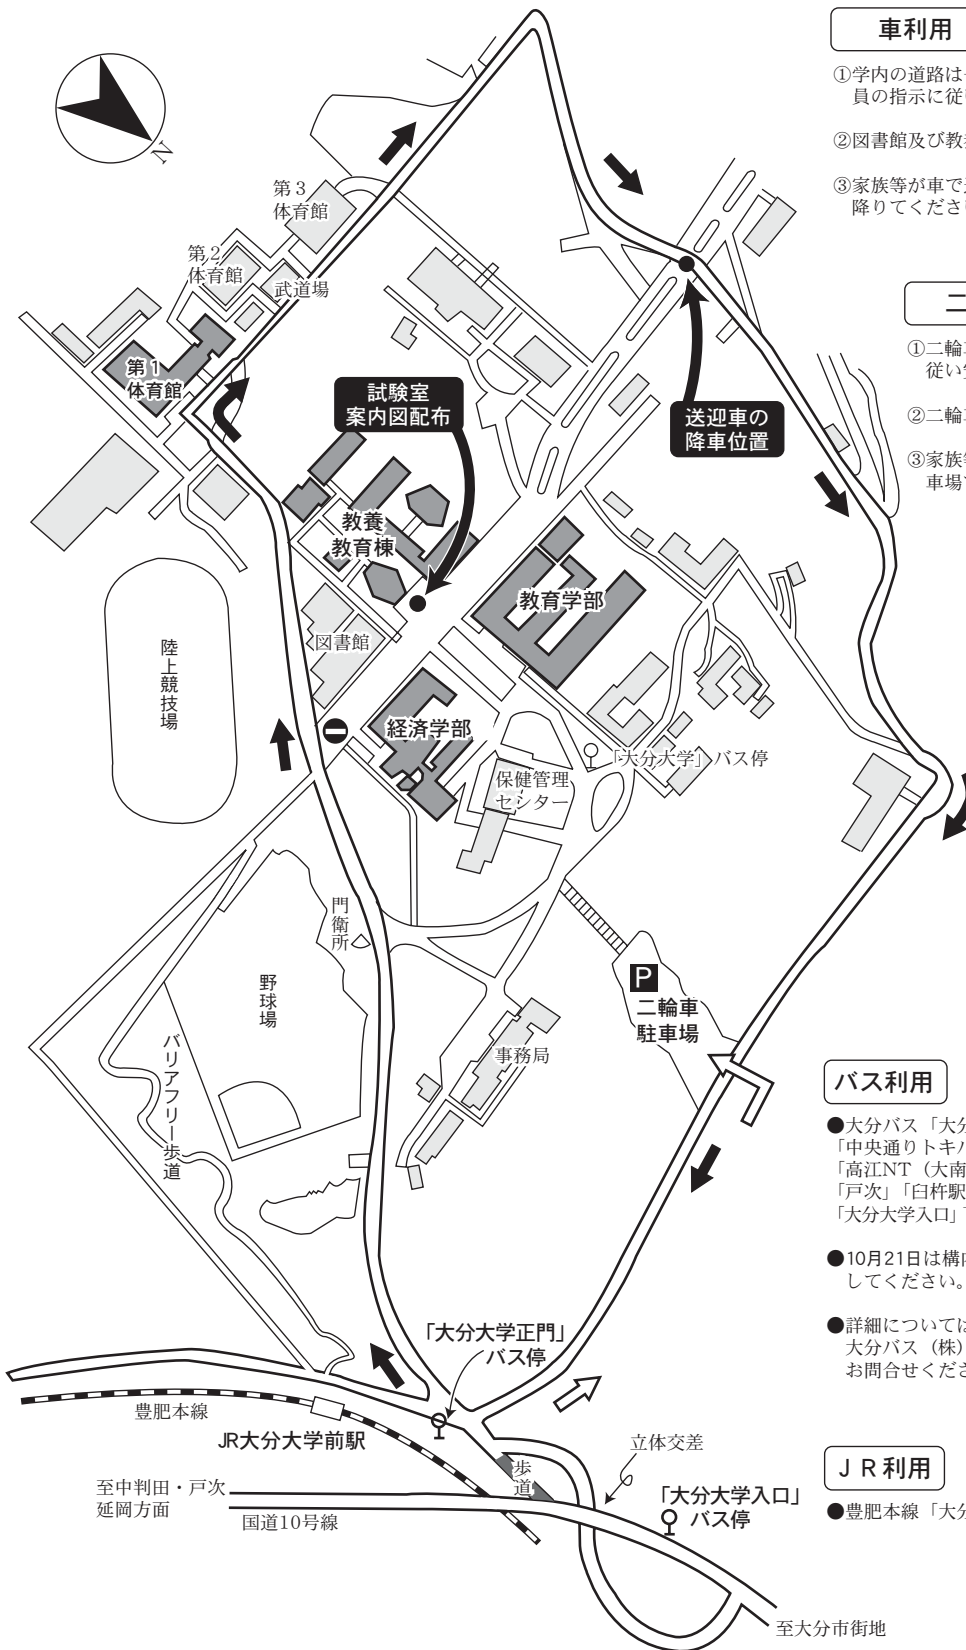 車利用
①学内の道路は
員の指示に従
②図書館及び教
③家族等が車で
降りてくださ
N
第3
体育館
第2
体育館
武道場
第1
体育館
試験室
案内図配布
送迎車の
降車位置
二
①二輪
従い
②二輪
③家族
車場
教養
教育棟
教育学部
図書館
陸上競技場
経済学部
「大分大学」バス停
保健管理
センター
門衛所
野球場
P
二輪車
駐車場
事務局
バリアフリー歩道
バス利用
●大分バス「大分
「中央通りトキハ
「高江NT（大南
「戸次」「臼杵駅
「大分大学入口」
●10月21日は構内
してください。
●詳細については
大分バス（株）
お問合せくださ
「大分大学正門」
バス停
豊肥本線
JR大分大学前駅
歩道
立体交差
至中判田・戸次
延岡方面
国道10号線
「大分大学入口」
バス停
ＪＲ利用
●豊肥本線「大分
至大分市街地